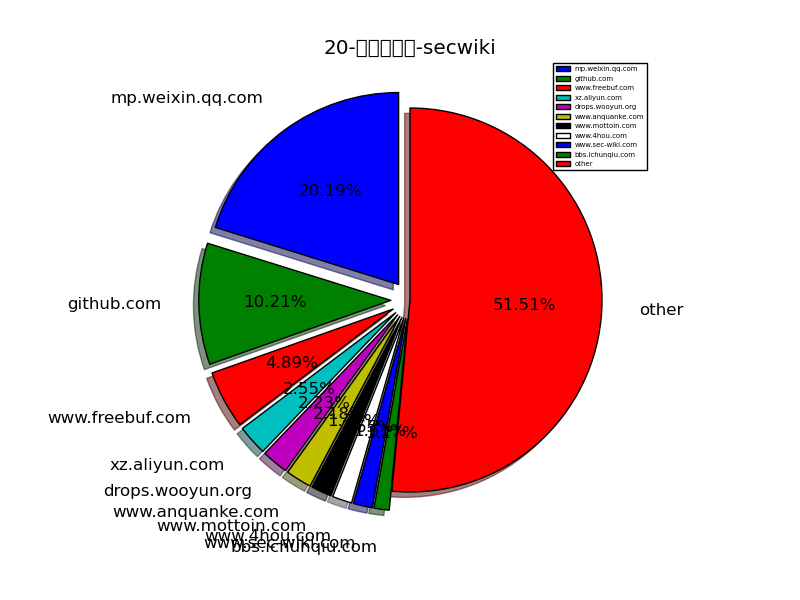 20-□□□□□-secwiki
mp.weixin.qq.com
github.com
www.freebuf.com
xz.aliyun.com
drops.wooyun.org
www.anquanke.com
www.mottoin.com
www.4hou.com
www.sec-wiki.com
bbs.ichunqiu.com
other
mp.weixin.qq.com
20.19%
github.com
10.21%
51.51%
other
4.89%
www.freebuf.com
2.55%
2.23%
xz.aliyun.com
drops.wooyun.org
www.anquanke.com
www.mottoin.com
www.4hou.com
www.sec-wiki.com
bbs.ichunqiu.com